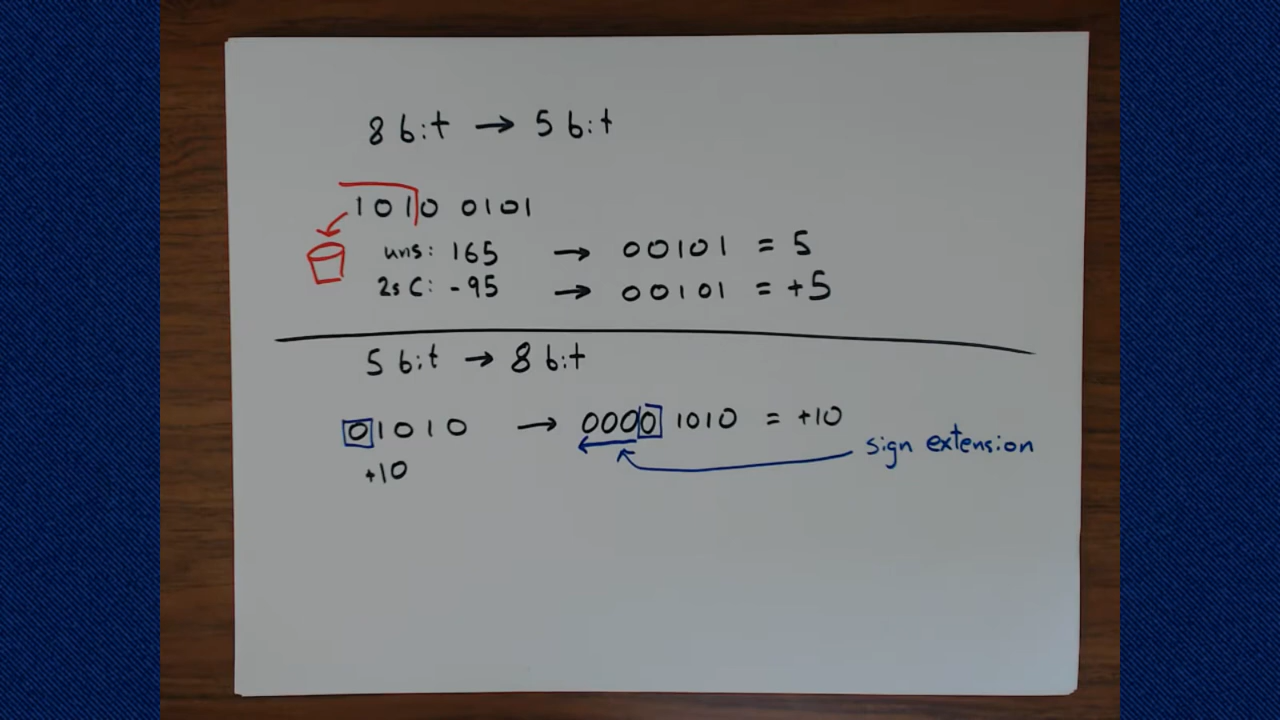 8 bit → 5 bit
1010 0101
uns: 165 → 00101 = 5
2s C: -95 → 00101 = +5
5 bit → 8 bit
01010 → 0000 1010 = +10
sign extension
+10